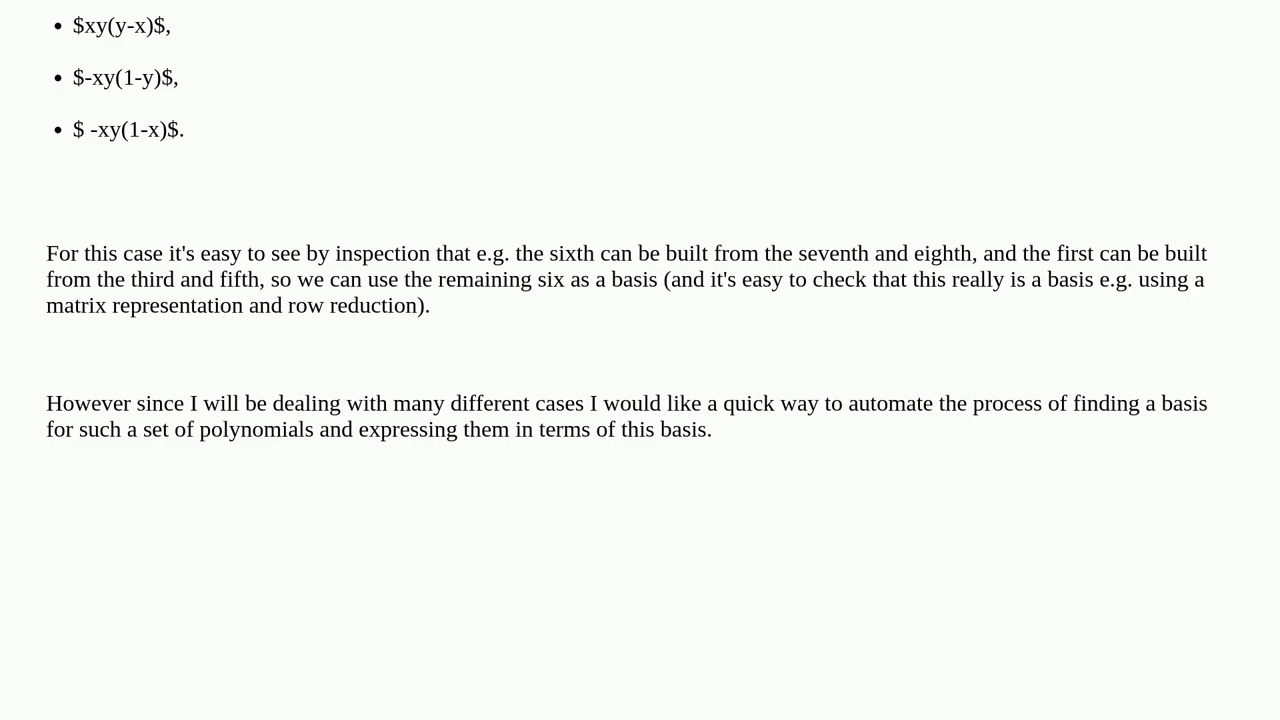 • $xy(y-x)$,
• $-xy(1-y)$,
• $ -xy(1-x)$.
For this case it's easy to see by inspection that e.g. the sixth can be built from the seventh and eighth, and the first can be built
from the third and fifth, so we can use the remaining six as a basis (and it's easy to check that this really is a basis e.g. using a
matrix representation and row reduction).
However since I will be dealing with many different cases I would like a quick way to automate the process of finding a basis
for such a set of polynomials and expressing them in terms of this basis.